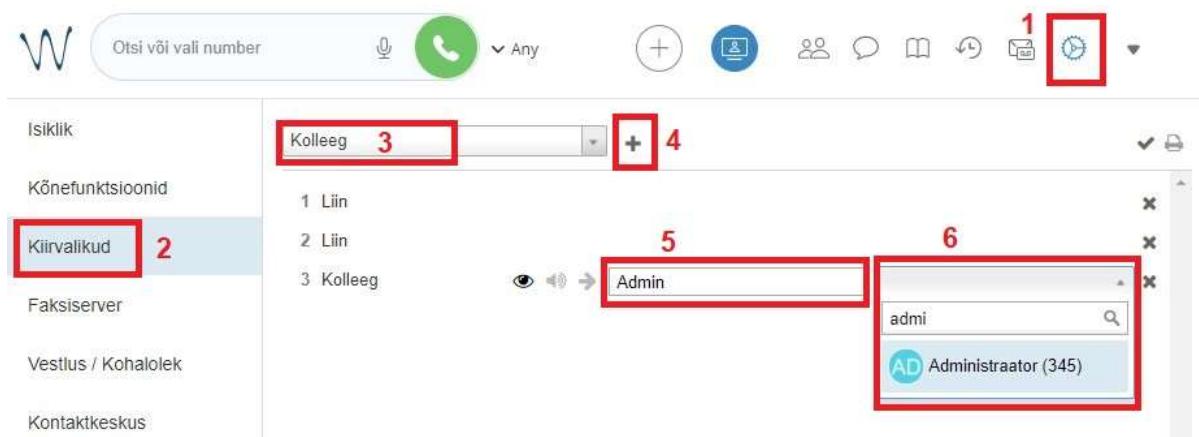 1
Otsi või vali number
Any
Isiklik
Kolleeg 3
4
Kõnefunktsioonid
1 Liin
Kiirvalikud 2
2 Liin
5
6
3 Kolleeg
Admin
Faksiserver
admi
Vestlus / Kohalolek
AD Administraator (345)
Kontaktkeskus